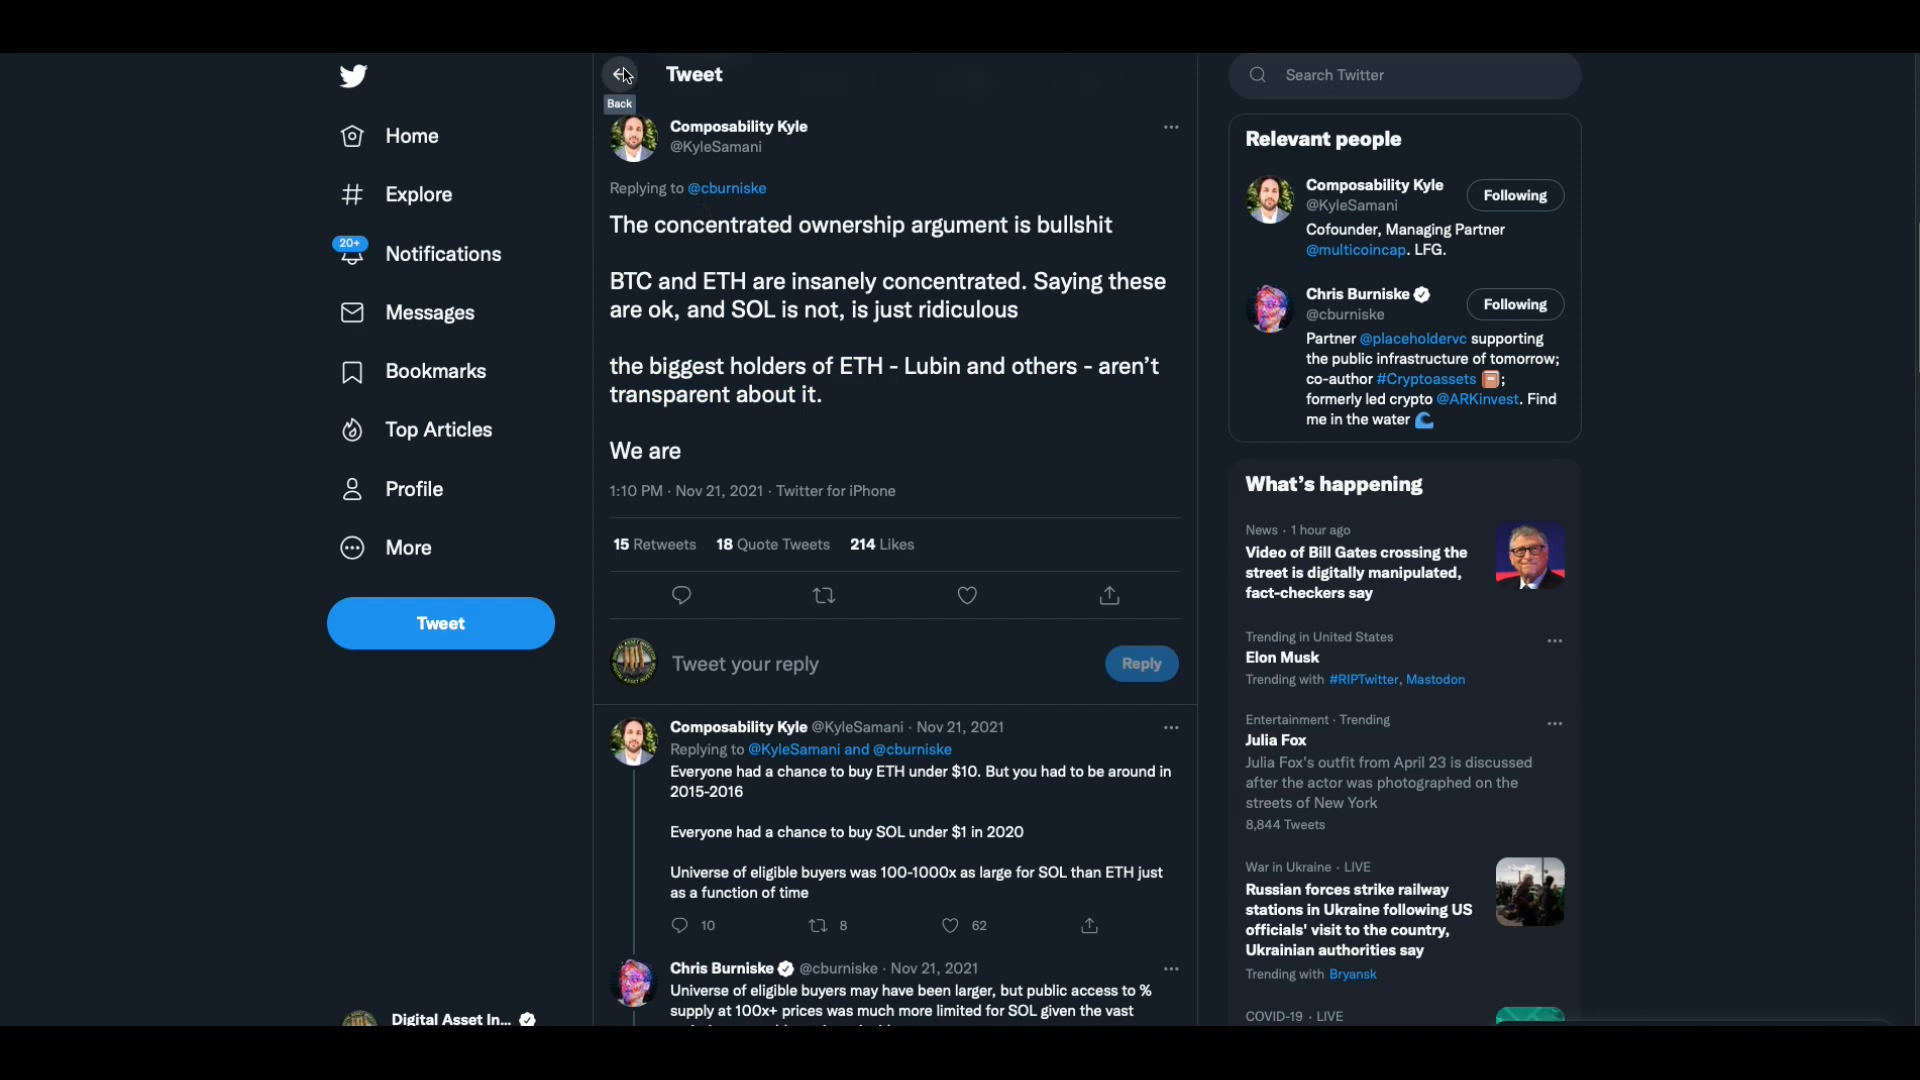 Tweet
Back
Composability Kyle
@KyleSamani
Replying to @cburniske
The concentrated ownership argument is bullshit
BTC and ETH are insanely concentrated. Saying these
are ok, and SOL is not, is just ridiculous
the biggest holders of ETH - Lubin and others - aren't
transparent about it.
We are
1:10 PM · Nov 21, 2021 · Twitter for iPhone
15 Retweets 18 Quote Tweets 214 Likes
Tweet your reply
Reply
Composability Kyle @KyleSamani · Nov 21, 2021
Replying to @KyleSamani and @cburniske
Everyone had a chance to buy ETH under $10. But you had to be around in
2015-2016
Everyone had a chance to buy SOL under $1 in 2020
Universe of eligible buyers was 100-1000x as large for SOL than ETH just
as a function of time
10 8 62
Chris Burniske @cburniske · Nov 21, 2021
Universe of eligible buyers may have been larger, but public access to %
supply at 100x+ prices was much more limited for SOL given the vast
Home
Explore
20+
Notifications
Messages
Bookmarks
Top Articles
Profile
More
Tweet
Digital Asset In...
Search Twitter
Relevant people
Composability Kyle
@KyleSamani
Following
Cofounder, Managing Partner
@multicoincap. LFG.
Chris Burniske
@cburniske
Following
Partner @placeholdervc supporting
the public infrastructure of tomorrow;
co-author #Cryptoassets 📔;
formerly led crypto @ARKinvest. Find
me in the water 🌊
What's happening
News · 1 hour ago
Video of Bill Gates crossing the
street is digitally manipulated,
fact-checkers say
Trending in United States
Elon Musk
Trending with #RIPTwitter, Mastodon
Entertainment · Trending
Julia Fox
Julia Fox's outfit from April 23 is discussed
after the actor was photographed on the
streets of New York
8,844 Tweets
War in Ukraine · LIVE
Russian forces strike railway
stations in Ukraine following US
officials' visit to the country,
Ukrainian authorities say
Trending with Bryansk
COVID-19 · LIVE